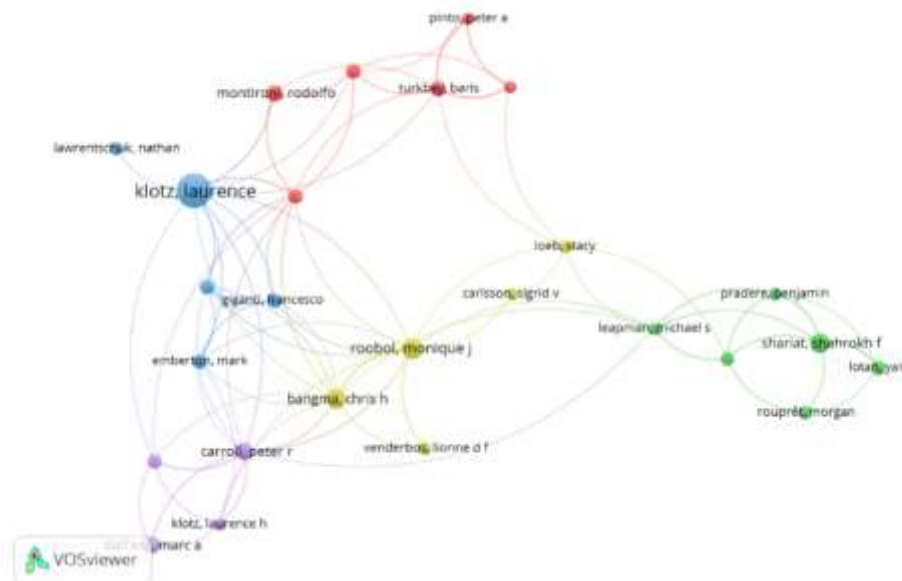 pinto, peter a
turkbey, baris
montironi, rodolfo
lawrentschuk, nathan
klotz, laurence
loeb, stacy
giganti, francesco
carlsson, sigrid v
pradere, benjamin
leapman, michael s
roobol, monique j
shariat, shahrokh f
emberton, mark
lotan, yair
bangma, chris h
rouprêt, morgan
carroll, peter r
venderbos, lionne d f
klotz, laurence h
marc a
VOSviewer